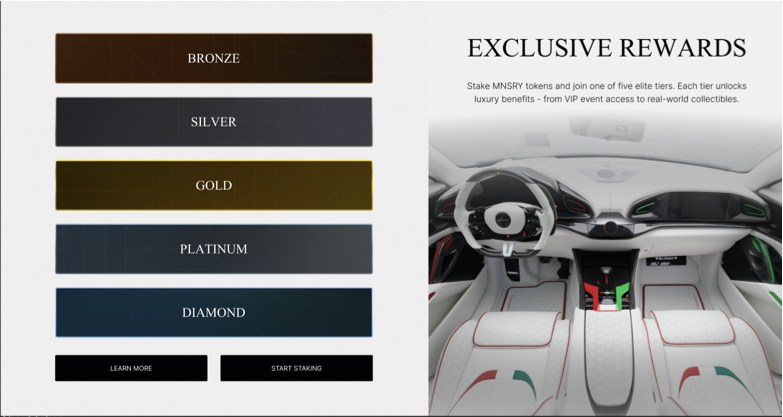 BRONZE
SILVER
GOLD
PLATINUM
DIAMOND
LEARN MORE
START STAKING
EXCLUSIVE REWARDS
Stake MNSRY tokens and join one of five elite tiers. Each tier unlocks
luxury benefits - from VIP event access to real-world collectibles.